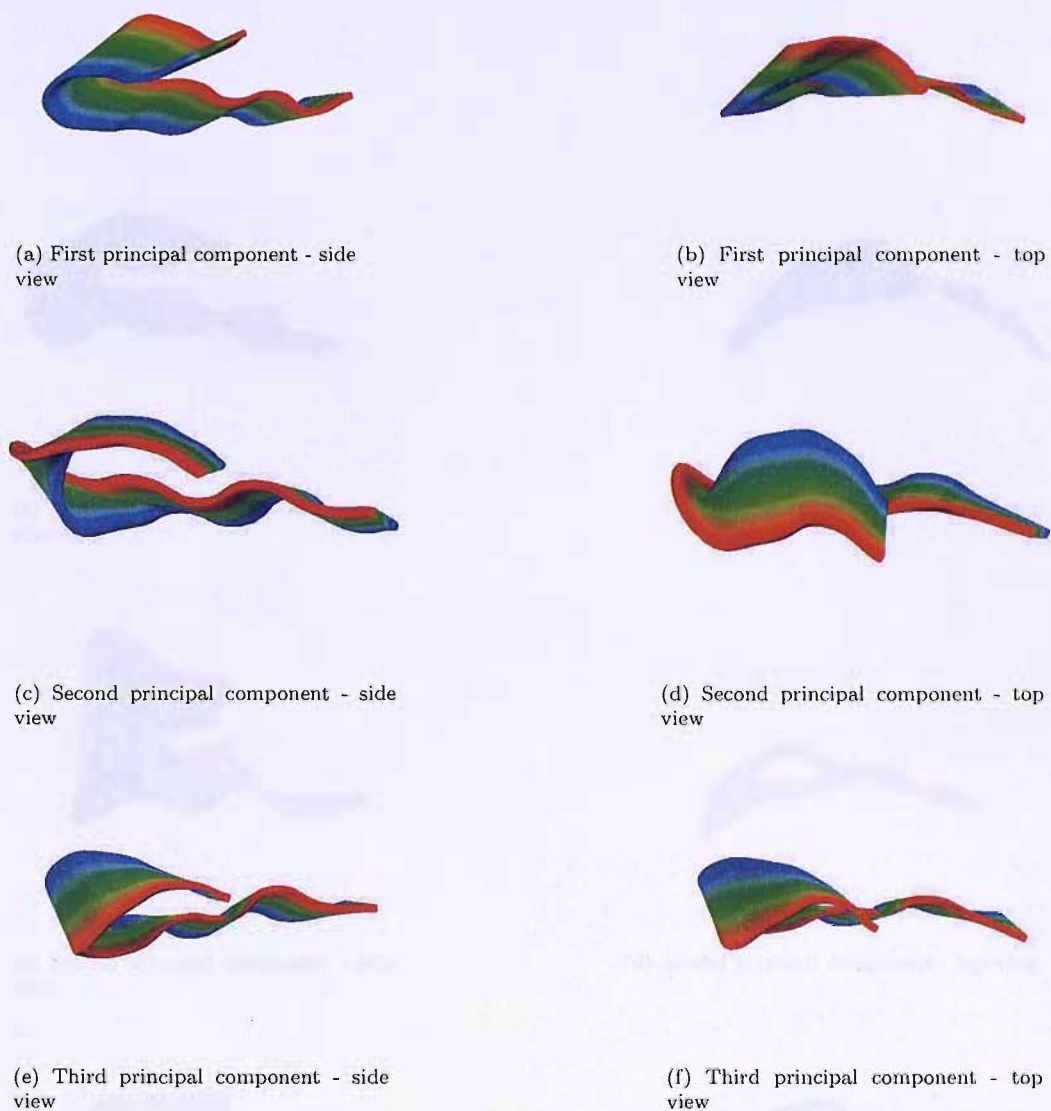 (a) First principal component - side
view
(b) First principal component - top
view
(c) Second principal component - side
view
(d) Second principal component - top
view
(e) Third principal component - side
view
(f) Third principal component - top
view